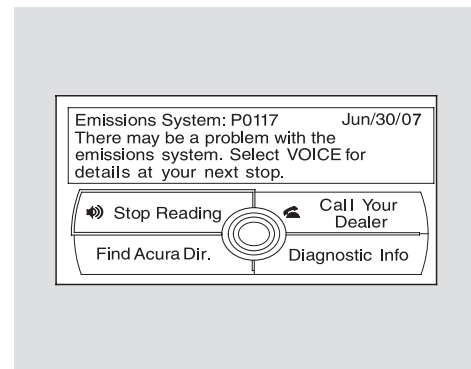 Emissions System: P0117 Jun/30/07
There may be a problem with the
emissions system. Select VOICE for
details at your next stop.
Stop Reading
Call Your
Dealer
Find Acura Dir.
Diagnostic Info